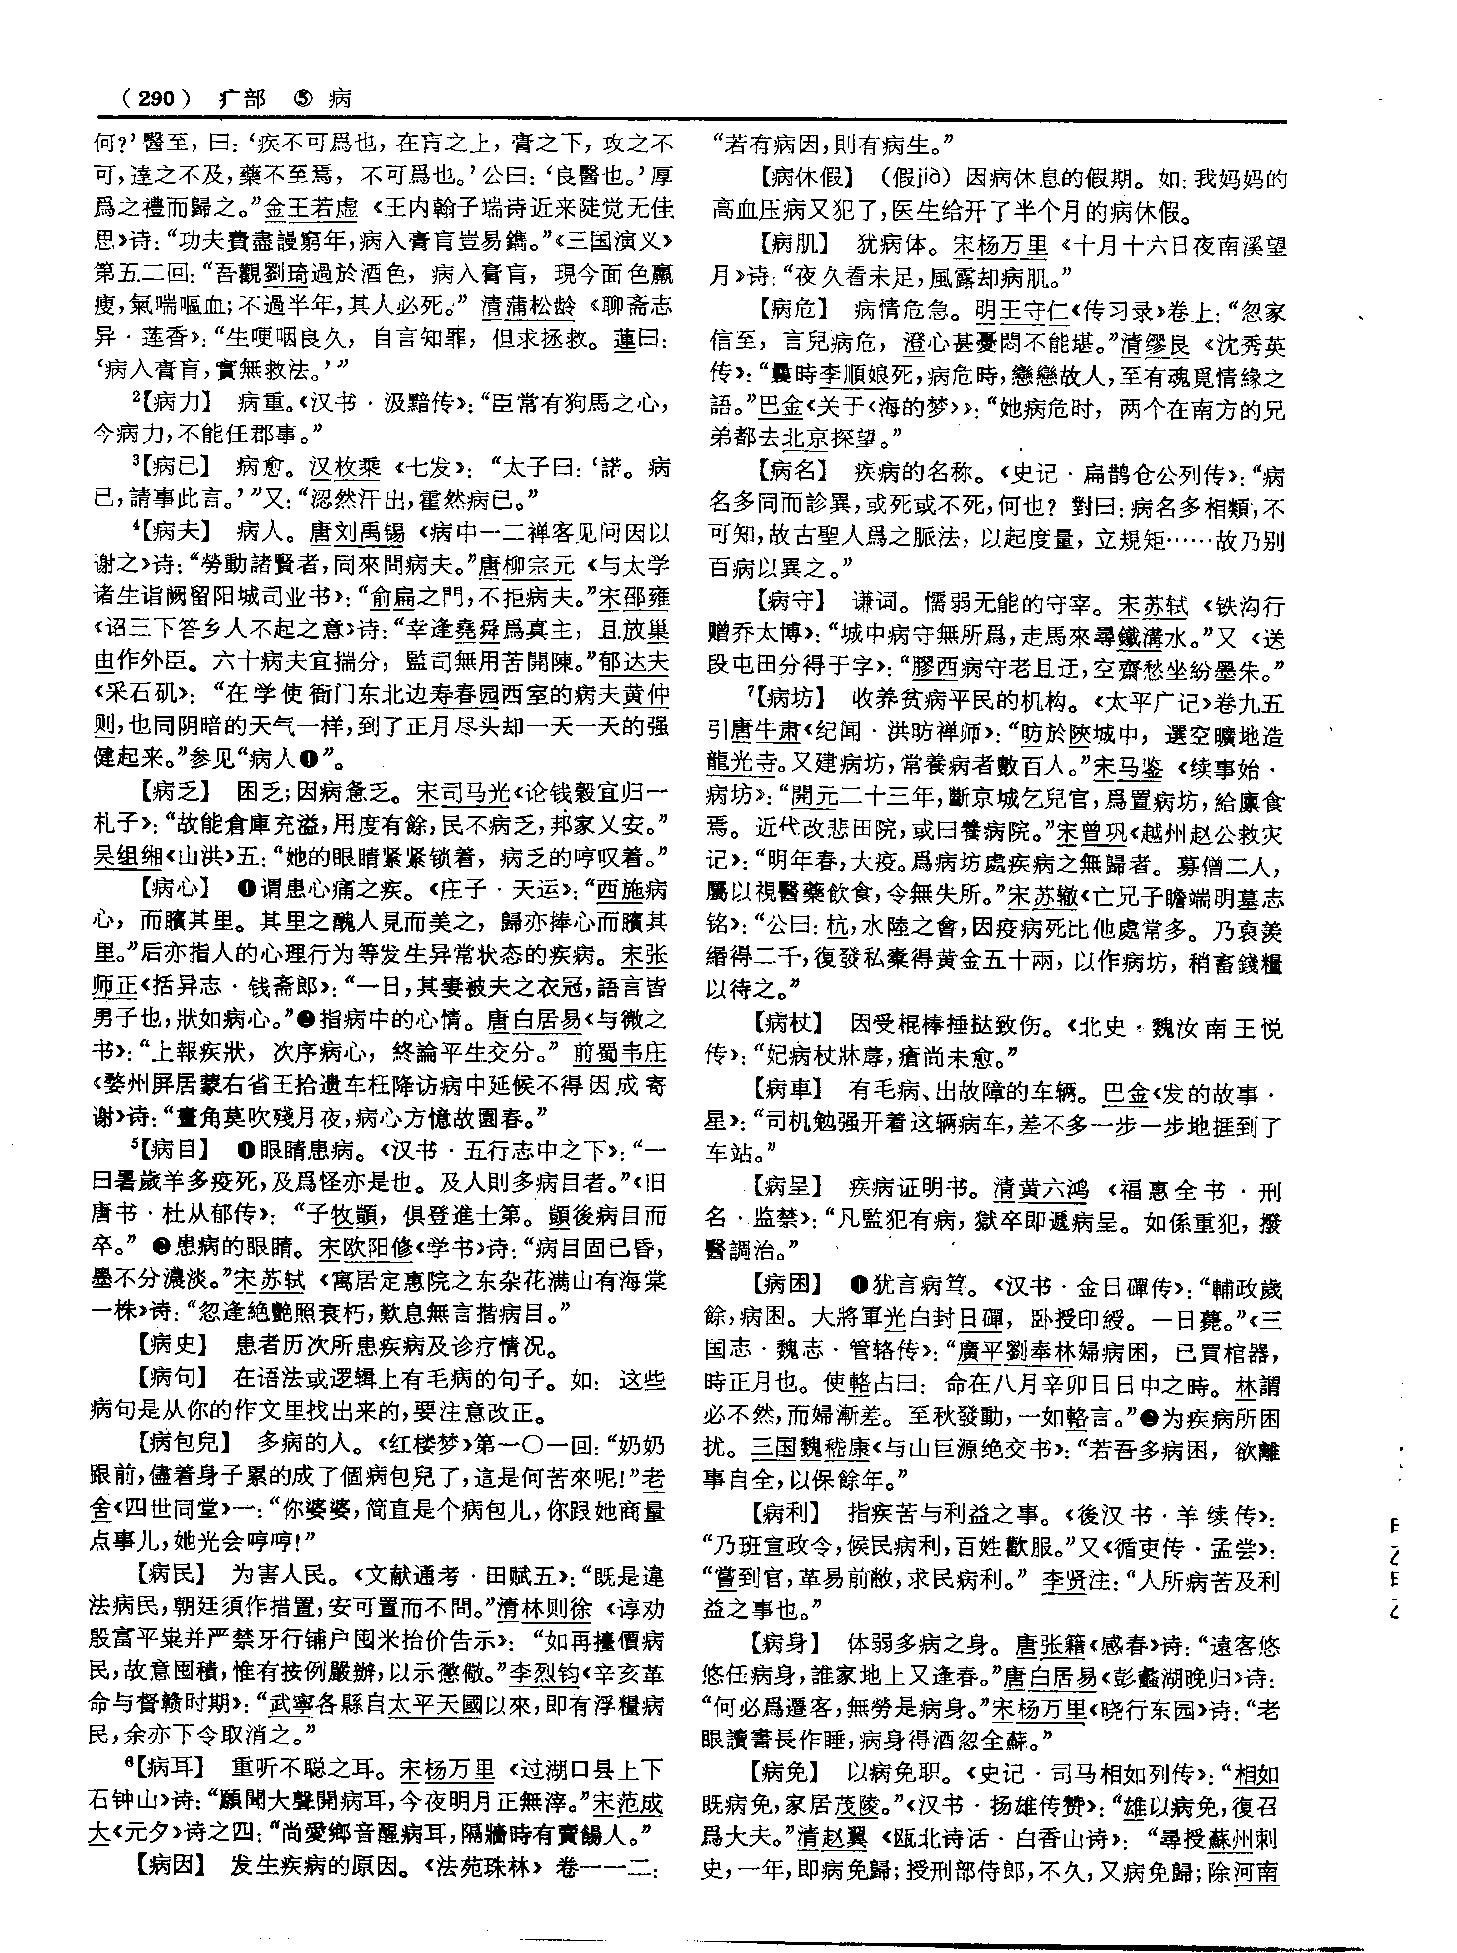 （290） 疒部 ⑤ 病
何？’醫至，曰：‘疾不可爲也，在肓之上，膏之下，攻之不
可，達之不及，藥不至焉，不可爲也。’公曰：‘良醫也。’厚
爲之禮而歸之。”金王若虚《王内翰子端诗近来陡觉无佳
思》诗：“功夫費盡謾窮年，病入膏肓豈易鐫。”《三国演义》
第五二回：“吾觀劉琦過於酒色，病入膏肓，現今面色羸
瘦，氣喘嘔血；不過半年，其人必死。”清蒲松龄《聊斋志
异·莲香》：“生哽咽良久，自言知罪，但求拯救。蓮曰：
‘病入膏肓，實無救法。’”
²【病力】 病重。《汉书·汲黯传》：“臣常有狗馬之心，
今病力，不能任郡事。”
³【病已】 病愈。汉枚乘《七发》：“太子曰：‘諾。病
已，請事此言。’”又：“涊然汗出，霍然病已。”
⁴【病夫】 病人。唐刘禹锡《病中一二禅客见问因以
谢之》诗：“勞動諸賢者，同來問病夫。”唐柳宗元《与太学
诸生诣阙留阳城司业书》：“俞扁之門，不拒病夫。”宋邵雍
《诏三下答乡人不起之意》诗：“幸逢堯舜爲真主，且放巢
由作外臣。六十病夫宜揣分，監司無用苦開陳。”郁达夫
《采石矶》：“在学使衙门东北边寿春园西室的病夫黄仲
则，也同阴暗的天气一样，到了正月尽头却一天一天的强
健起来。”参见“病人❶”。
【病乏】 困乏；因病惫乏。宋司马光《论钱穀宜归一
札子》：“故能倉庫充溢，用度有餘，民不病乏，邦家乂安。”
吴组缃《山洪》五：“她的眼睛紧紧锁着，病乏的哼叹着。”
【病心】 ❶谓患心痛之疾。《庄子·天运》：“西施病
心，而矉其里。其里之醜人見而美之，歸亦捧心而矉其
里。”后亦指人的心理行为等发生异常状态的疾病。宋张
师正《括异志·钱斋郎》：“一日，其妻被夫之衣冠，語言皆
男子也，狀如病心。”❷指病中的心情。唐白居易《与微之
书》：“上報疾狀，次序病心，終論平生交分。”前蜀韦庄
《婺州屏居蒙右省王拾遗车枉降访病中延候不得因成寄
谢》诗：“畫角莫吹殘月夜，病心方憶故園春。”
⁵【病目】 ❶眼睛患病。《汉书·五行志中之下》：“一
曰暑歲羊多疫死，及爲怪亦是也。及人則多病目者。”《旧
唐书·杜从郁传》：“子牧顗，俱登進士第。顗後病目而
卒。”❷患病的眼睛。宋欧阳修《学书》诗：“病目固已昏，
墨不分濃淡。”宋苏轼《寓居定惠院之东杂花满山有海棠
一株》诗：“忽逢絶艷照衰朽，歎息無言揩病目。”
【病史】 患者历次所患疾病及诊疗情况。
【病句】 在语法或逻辑上有毛病的句子。如：这些
病句是从你的作文里找出来的，要注意改正。
【病包兒】 多病的人。《红楼梦》第一〇一回：“奶奶
跟前，儘着身子累的成了個病包兒了，這是何苦來呢！”老
舍《四世同堂》一：“你婆婆，简直是个病包儿，你跟她商量
点事儿，她光会哼哼！”
【病民】 为害人民。《文献通考·田赋五》：“既是違
法病民，朝廷須作措置，安可置而不問。”清林则徐《谆劝
殷富平粜并严禁牙行铺户囤米抬价告示》：“如再擡價病
民，故意囤積，惟有按例嚴辦，以示懲儆。”李烈钧《辛亥革
命与督赣时期》：“武寧各縣自太平天國以來，即有浮糧病
民，余亦下令取消之。”
⁶【病耳】 重听不聪之耳。宋杨万里《过湖口县上下
石钟山》诗：“願聞大聲開病耳，今夜明月正無滓。”宋范成
大《元夕》诗之四：“尚愛鄉音醒病耳，隔牆時有賣餳人。”
【病因】 发生疾病的原因。《法苑珠林》卷一一二：
“若有病因，則有病生。”
【病休假】 （假jià）因病休息的假期。如：我妈妈的
高血压病又犯了，医生给开了半个月的病休假。
【病肌】 犹病体。宋杨万里《十月十六日夜南溪望
月》诗：“夜久看未足，風露却病肌。”
【病危】 病情危急。明王守仁《传习录》卷上：“忽家
信至，言兒病危，澄心甚憂悶不能堪。”清缪艮《沈秀英
传》：“曩時李順娘死，病危時，戀戀故人，至有魂覓情緣之
語。”巴金《关于〈海的梦〉》：“她病危时，两个在南方的兄
弟都去北京探望。”
【病名】 疾病的名称。《史记·扁鹊仓公列传》：“病
名多同而診異，或死或不死，何也？對曰：病名多相類，不
可知，故古聖人爲之脈法，以起度量，立規矩……故乃别
百病以異之。”
【病守】 谦词。懦弱无能的守宰。宋苏轼《铁沟行
赠乔太博》：“城中病守無所爲，走馬來尋鐵溝水。”又《送
段屯田分得于字》：“膠西病守老且迂，空齋愁坐紛墨朱。”
⁷【病坊】 收养贫病平民的机构。《太平广记》卷九五
引唐牛肃《纪闻·洪昉禅师》：“昉於陝城中，選空曠地造
龍光寺。又建病坊，常養病者數百人。”宋马鉴《续事始·
病坊》：“開元二十三年，斷京城乞兒官，爲置病坊，給廪食
焉。近代改悲田院，或曰養病院。”宋曾巩《越州赵公救灾
记》：“明年春，大疫。爲病坊處疾病之無歸者。募僧二人，
屬以視醫藥飲食，令無失所。”宋苏辙《亡兄子瞻端明墓志
铭》：“公曰：杭，水陸之會，因疫病死比他處常多。乃裒羡
緡得二千，復發私橐得黄金五十兩，以作病坊，稍畜錢糧
以待之。”
【病杖】 因受棍棒捶挞致伤。《北史·魏汝南王悦
传》：“妃病杖牀蓐，瘡尚未愈。”
【病車】 有毛病、出故障的车辆。巴金《发的故事·
星》：“司机勉强开着这辆病车，差不多一步一步地捱到了
车站。”
【病呈】 疾病证明书。清黄六鸿《福惠全书·刑
名·监禁》：“凡監犯有病，獄卒即遞病呈。如係重犯，撥
醫調治。”
【病困】 ❶犹言病笃。《汉书·金日磾传》：“輔政歲
餘，病困。大將軍光白封日磾，卧授印綬。一日薨。”《三
国志·魏志·管辂传》：“廣平劉奉林婦病困，已買棺器，
時正月也。使輅占曰：命在八月辛卯日日中之時。林謂
必不然，而婦漸差。至秋發動，一如輅言。”❷为疾病所困
扰。三国魏嵇康《与山巨源绝交书》：“若吾多病困，欲離
事自全，以保餘年。”
【病利】 指疾苦与利益之事。《後汉书·羊续传》：
“乃班宣政令，候民病利，百姓歡服。”又《循吏传·孟尝》：
“嘗到官，革易前敝，求民病利。”李贤注：“人所病苦及利
益之事也。”
【病身】 体弱多病之身。唐张籍《感春》诗：“遠客悠
悠任病身，誰家地上又逢春。”唐白居易《彭蠡湖晚归》诗：
“何必爲遷客，無勞是病身。”宋杨万里《晓行东园》诗：“老
眼讀書長作睡，病身得酒忽全蘇。”
【病免】 以病免职。《史记·司马相如列传》：“相如
既病免，家居茂陵。”《汉书·扬雄传赞》：“雄以病免，復召
爲大夫。”清赵翼《瓯北诗话·白香山诗》：“尋授蘇州刺
史，一年，即病免歸；授刑部侍郎，不久，又病免歸；除河南